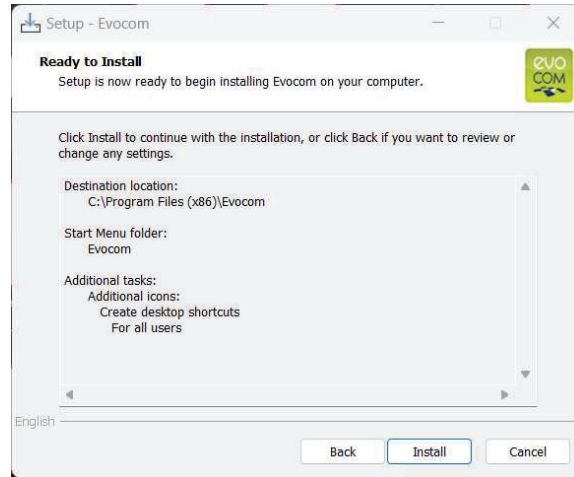 Setup - Evocom
Ready to Install
Setup is now ready to begin installing Evocom on your computer.
evo
COM
Click Install to continue with the installation, or click Back if you want to review or
change any settings.
Destination location:
C:\Program Files (x86)\Evocom
Start Menu folder:
Evocom
Additional tasks:
Additional icons:
Create desktop shortcuts
For all users
English
Back Install Cancel